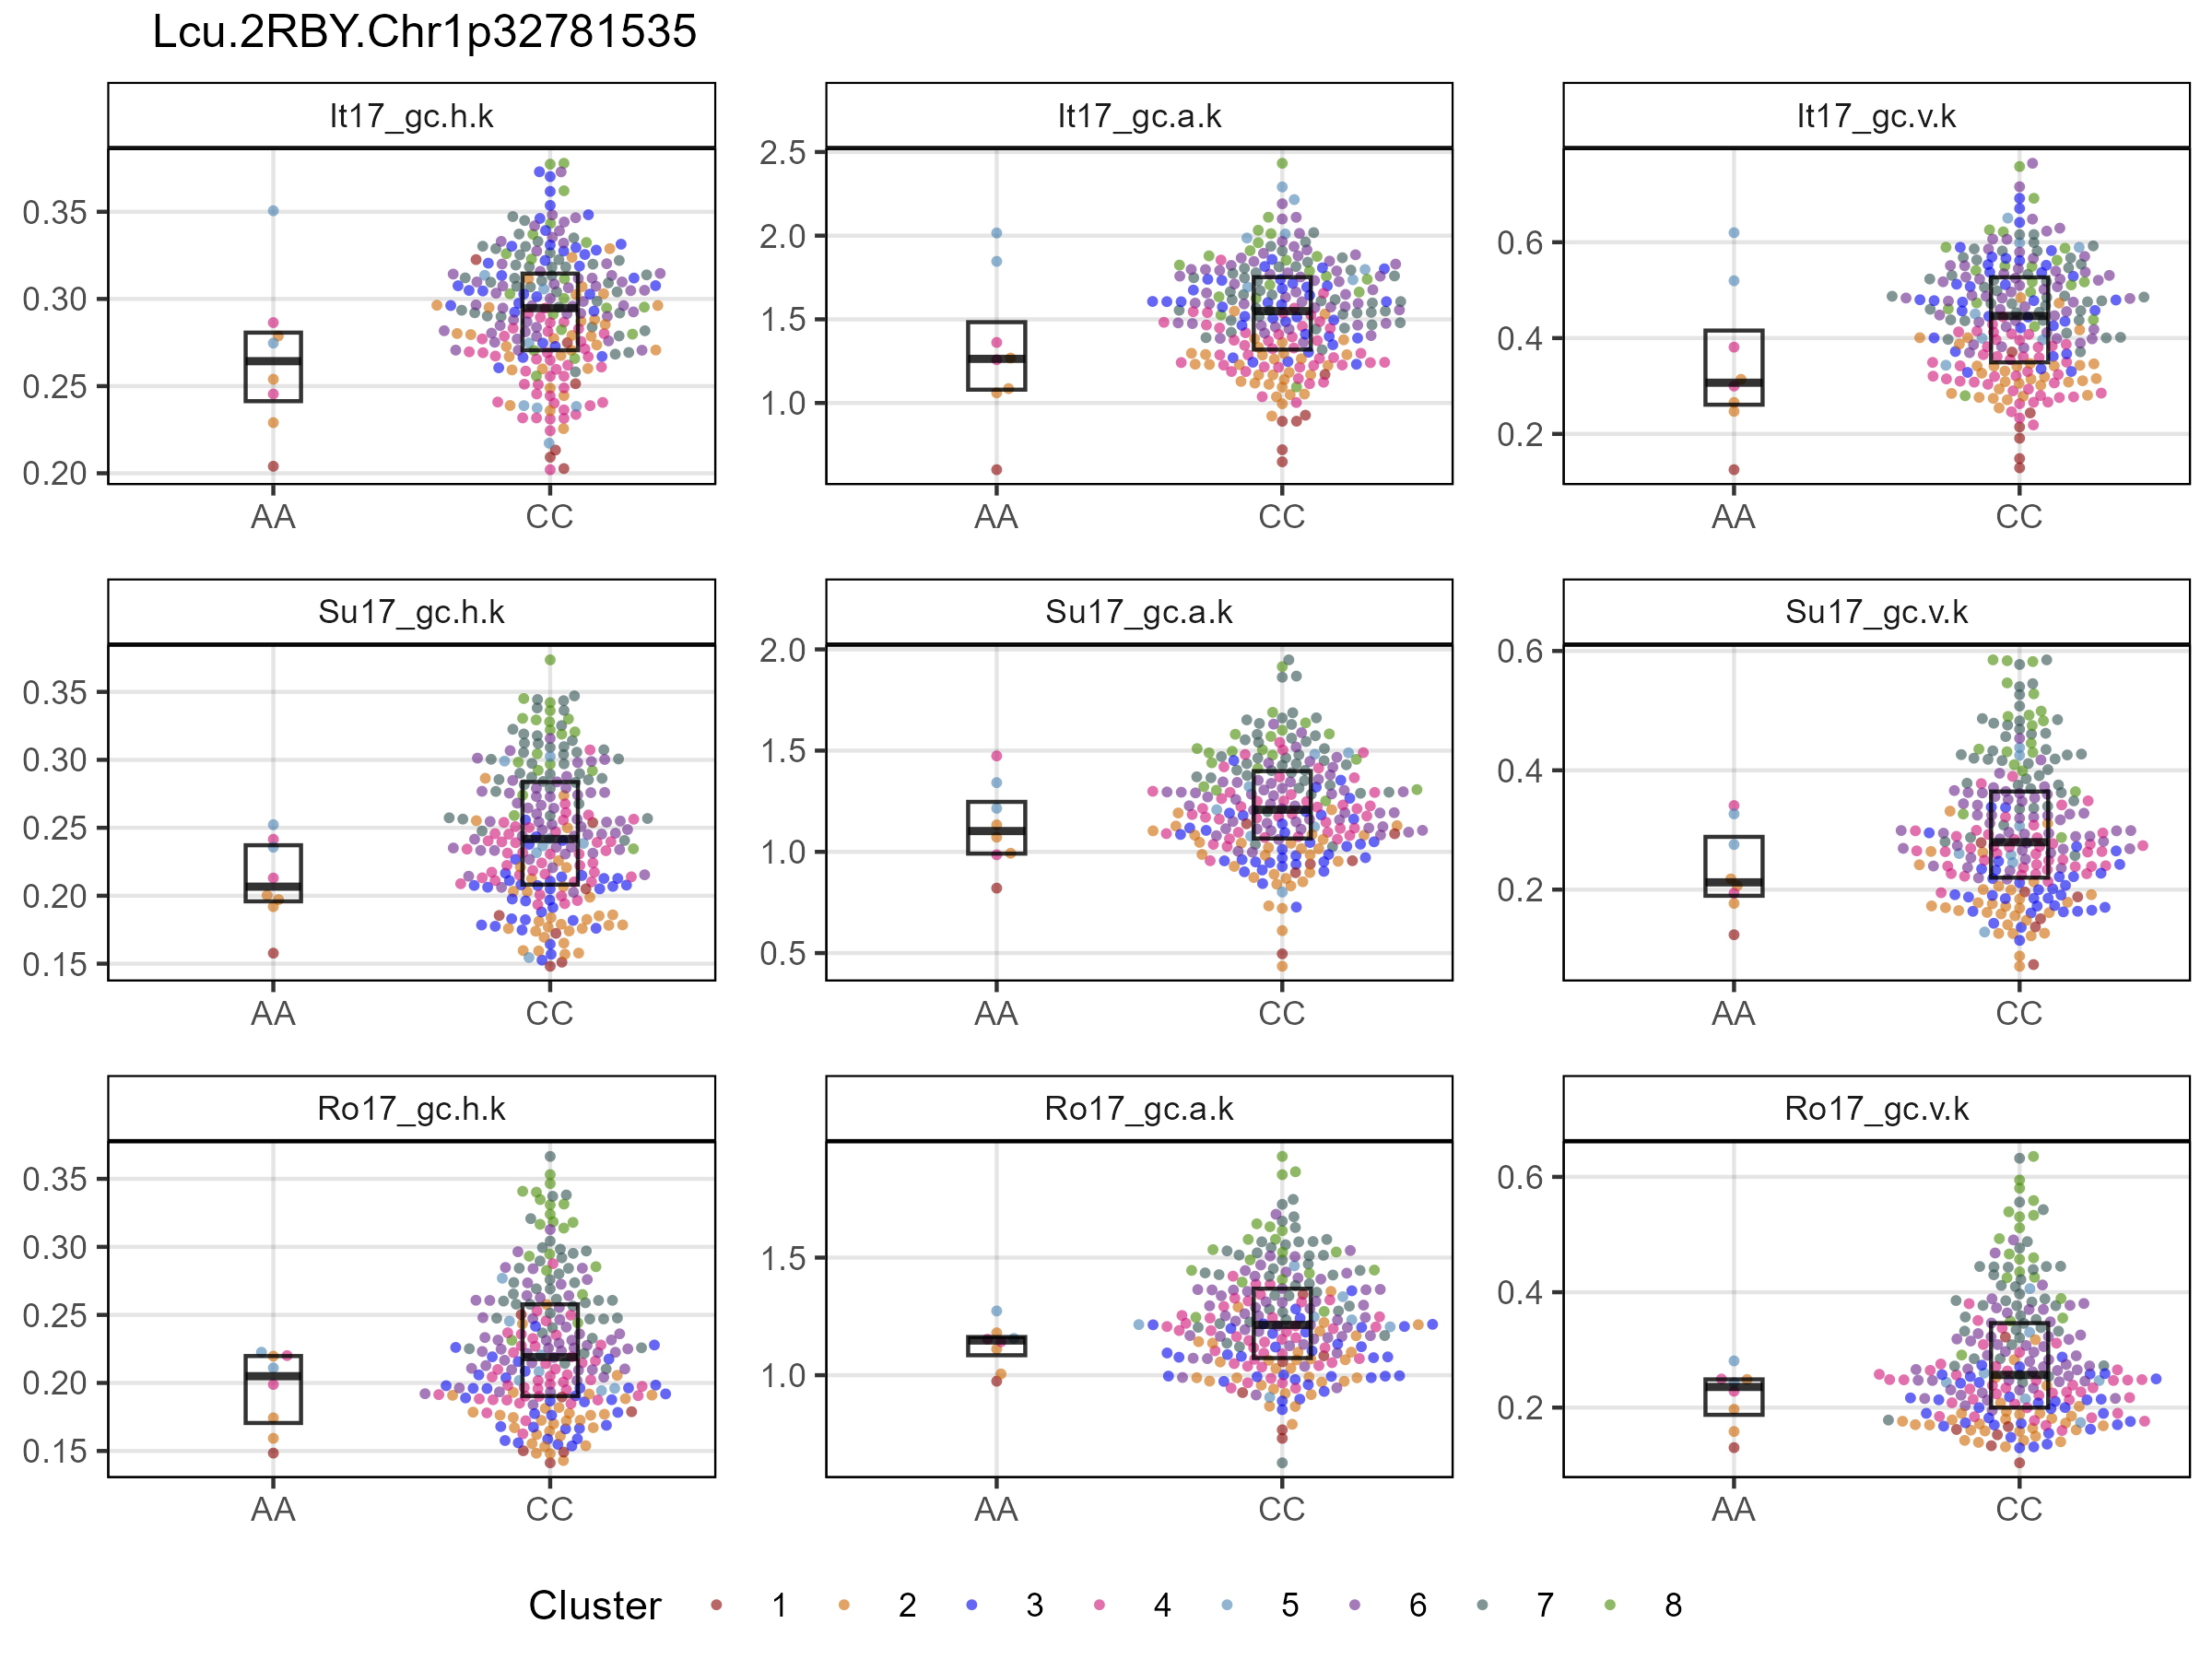 Lcu.2RBY.Chr1p32781535
It17_gc.h.k
It17_gc.a.k
It17_gc.v.k
0.35
0.30
0.25
0.20
2.5
2.0
1.5
1.0
0.6
0.4
0.2
AA
CC
AA
CC
AA
CC
Su17_gc.h.k
Su17_gc.a.k
Su17_gc.v.k
0.35
0.30
0.25
0.20
0.15
2.0
1.5
1.0
0.5
0.6
0.4
0.2
AA
CC
AA
CC
AA
CC
Ro17_gc.h.k
Ro17_gc.a.k
Ro17_gc.v.k
0.35
0.30
0.25
0.20
0.15
1.5
1.0
0.6
0.4
0.2
AA
CC
AA
CC
AA
CC
Cluster 1 2 3 4 5 6 7 8